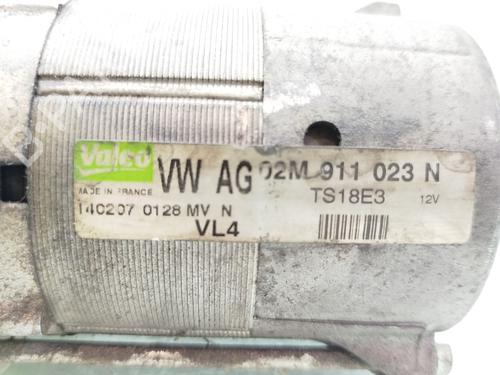 Valeo
VW AG 02M 911 023 N
MADE IN FRANCE
TS18E3 12V
140207 0128 MV N
VL4